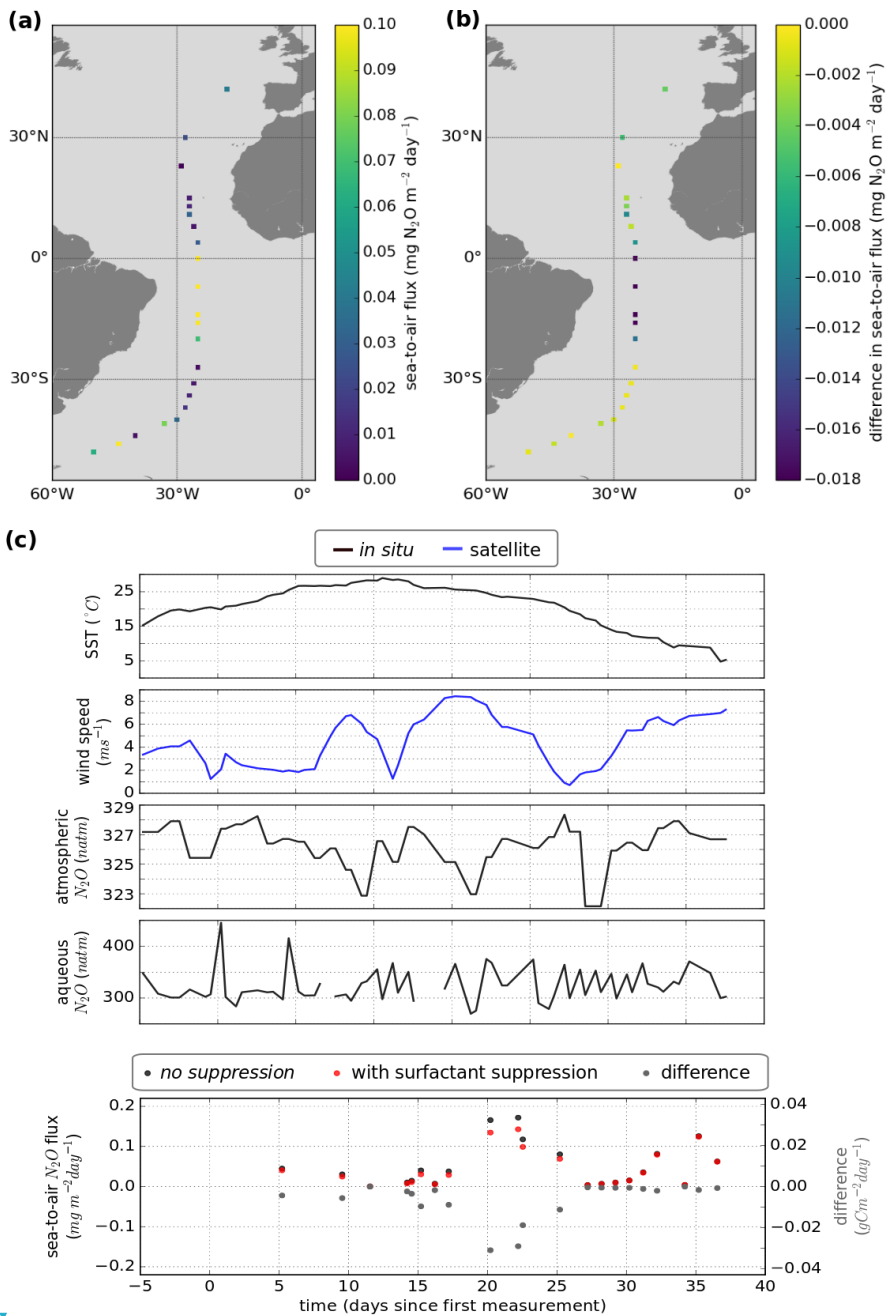 (a)
(b)
30°N
0°
30°S
60°W
30°W
0°
0.10
0.09
0.08
0.07
0.06
0.05
0.04
0.03
0.02
0.01
0.00
sea-to-air flux (mg N₂O m⁻² day⁻¹)
30°N
0°
30°S
60°W
30°W
0°
0.000
−0.002
−0.004
−0.006
−0.008
−0.010
−0.012
−0.014
−0.016
−0.018
difference in sea-to-air flux (mg N₂O m⁻² day⁻¹)
(c)
in situ
satellite
25
15
5
SST (°C)
8
6
4
2
0
wind speed
(ms⁻¹)
329
327
325
323
atmospheric
N₂O (natm)
400
300
aqueous
N₂O (natm)
no suppression
with surfactant suppression
difference
0.2
0.1
0.0
−0.1
−0.2
sea-to-air N₂O flux
(mg m⁻²day⁻¹)
0.04
0.02
0.00
−0.02
−0.04
difference
(gCm⁻²day⁻¹)
−5
0
5
10
15
20
25
30
35
40
time (days since first measurement)